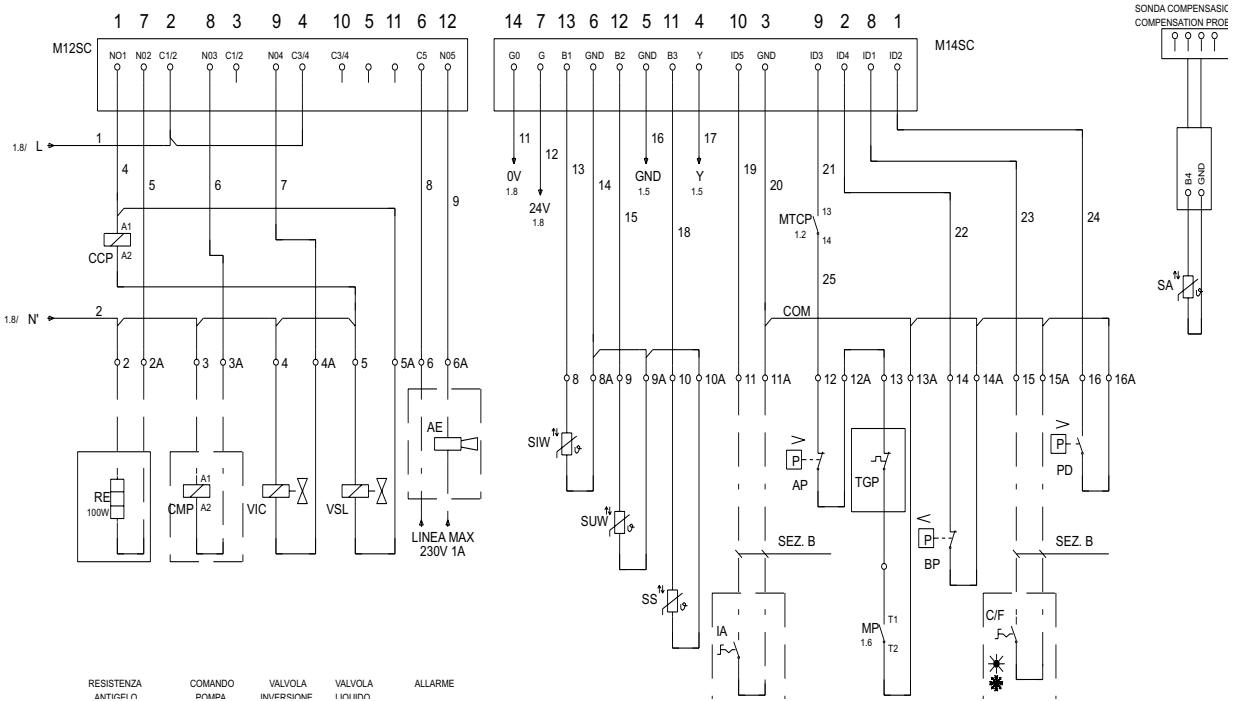 1 7 2 8 3 9 4 10 5 11 6 12 14 7 13 6 12 5 11 4 10 3 9 2 8 1
SONDA COMPENSASIO
COMPENSATION PROB
M12SC
NO1 N02 C1/2 N03 C1/2 N04 C3/4 C3/4 C5 N05
G0 G B1 GND B2 GND B3 Y ID5 GND ID3 ID4 ID1 ID2
M14SC
1.8/ L 1
4 5 6 7 8 9
11 12 13 14 15 16 17 18 19 20 21 22 23 24
0V
1.8
24V
1.8
GND
1.5
Y
1.5
B4 GND
A1
CCP A2
MTCP 13
1.2 14
25
SA
1.8/ N' 2
COM
2 2A 3 3A 4 4A 5 5A 6 6A
8 8A 9 9A 10 10A 11 11A 12 12A 13 13A 14 14A 15 15A 16 16A
AE
SIW
P
AP
TGP
P
PD
RE
100W
A1
CMP A2
VIC
VSL
SUW
LINEA MAX
230V 1A
SEZ. B
P
BP
SEZ. B
SS
IA
MP T1
1.6 T2
C/F
RESISTENZA
ANTIGELO
COMANDO
POMPA
VALVOLA
INVERSIONE
VALVOLA
LIQUIDO
ALLARME